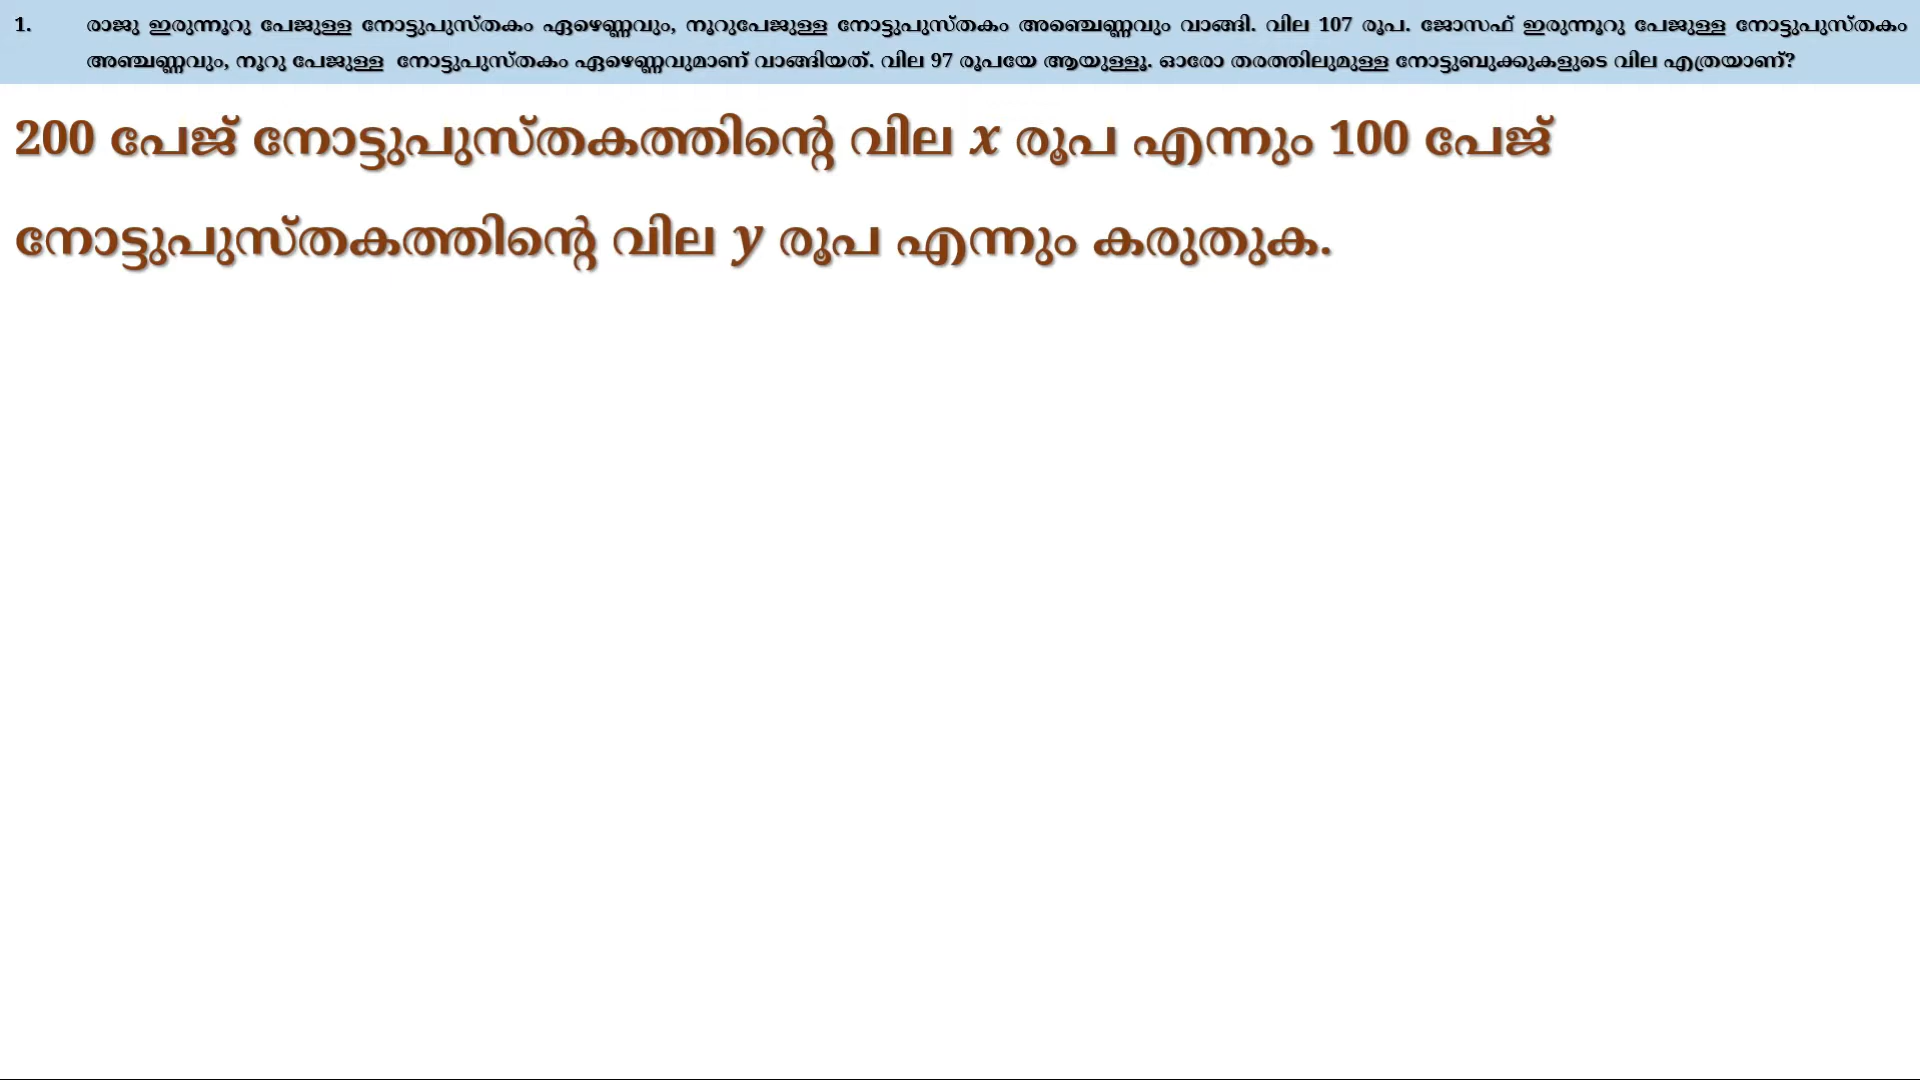 1. രാജു ഇരുന്നൂറു പേജുള്ള നോട്ടുപുസ്തകം ഏഴെണ്ണവും, നൂറുപേജുള്ള നോട്ടുപുസ്തകം അഞ്ചെണ്ണവും വാങ്ങി. വില 107 രൂപ. ജോസഫ് ഇരുന്നൂറു പേജുള്ള നോട്ടുപുസ്തകം
അഞ്ചണ്ണവും, നൂറു പേജുള്ള നോട്ടുപുസ്തകം ഏഴെണ്ണവുമാണ് വാങ്ങിയത്. വില 97 രൂപയേ ആയുള്ളൂ. ഓരോ തരത്തിലുമുള്ള നോട്ടുബുക്കുകളുടെ വില എത്രയാണ്?
200 പേജ് നോട്ടുപുസ്തകത്തിന്റെ വില x രൂപ എന്നും 100 പേജ്
നോട്ടുപുസ്തകത്തിന്റെ വില y രൂപ എന്നും കരുതുക.